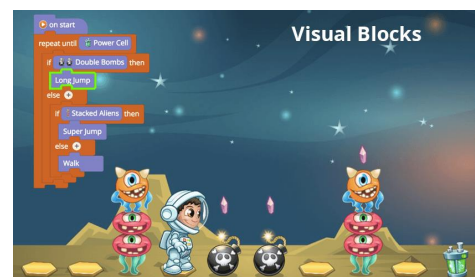 on start
Visual Blocks
repeat until Power Cell
if Double Bombs then
Long Jump
else
if Stacked Aliens then
Super Jump
else
Walk